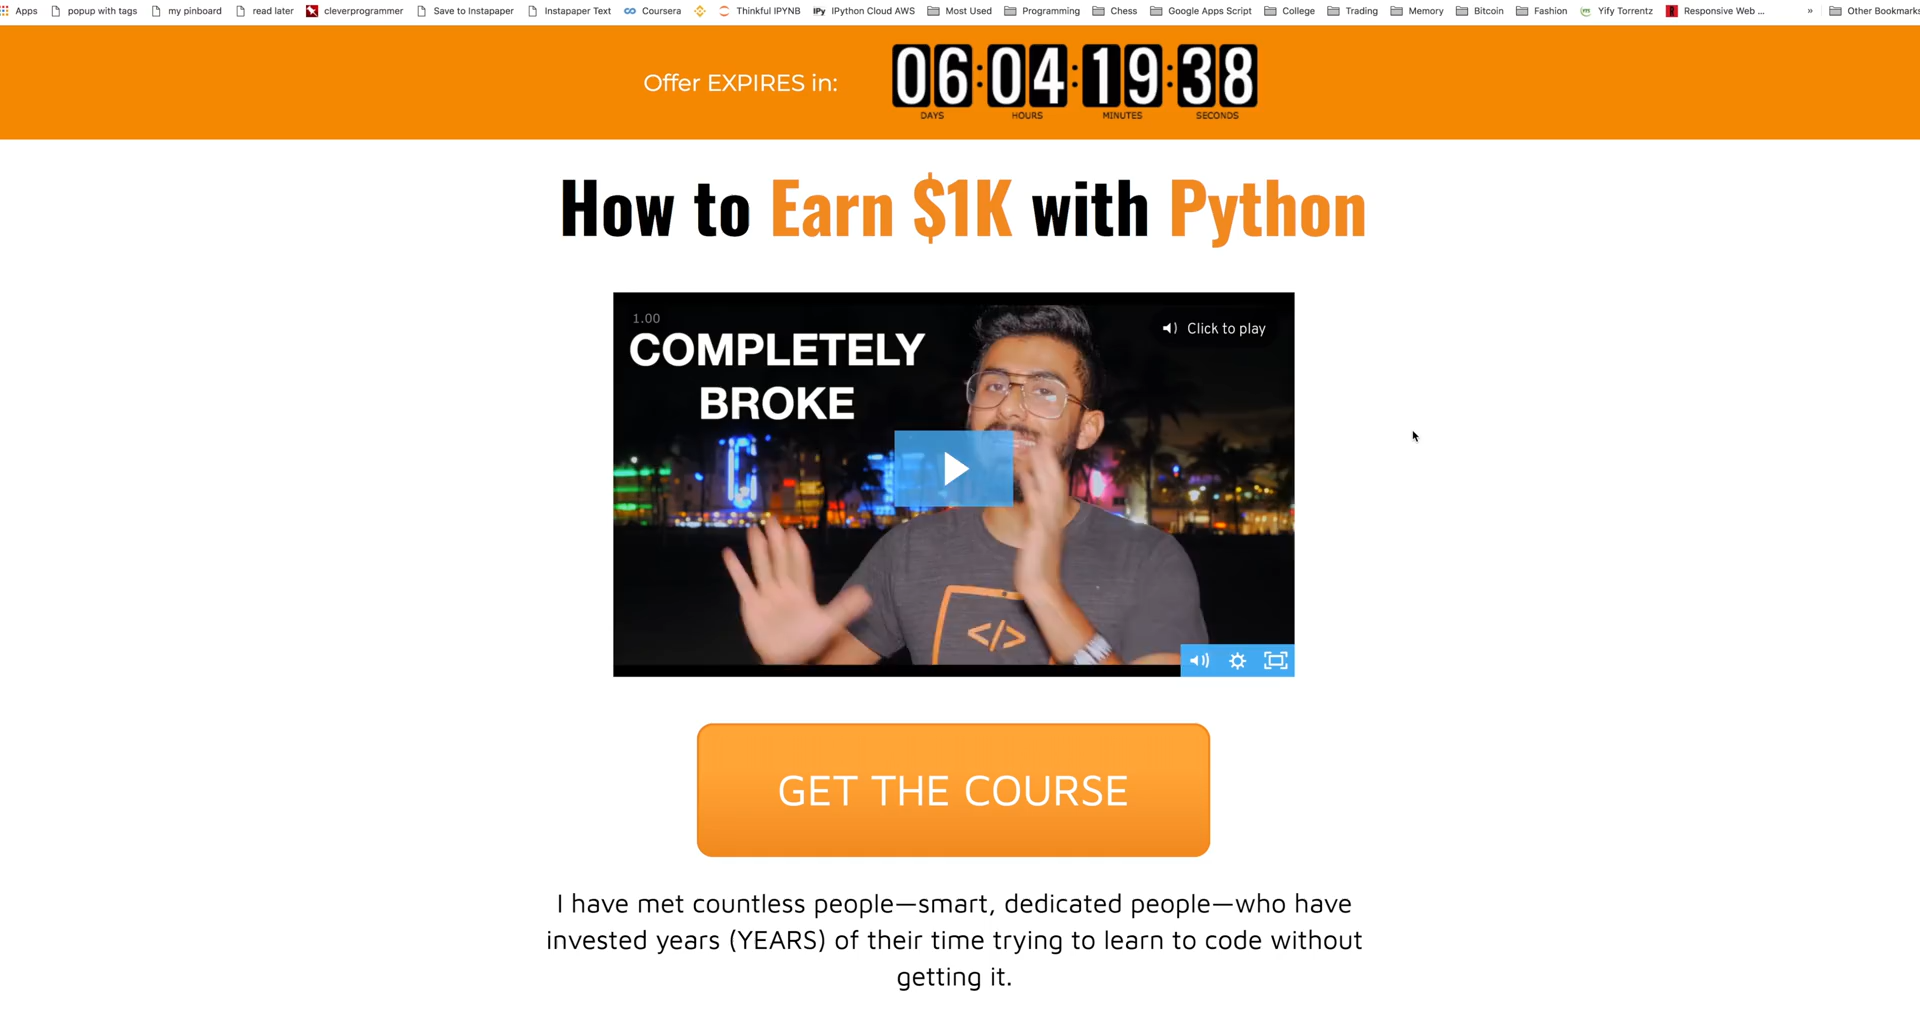 Apps popup with tags my pinboard read later cleverprogrammer Save to Instapaper Instapaper Text Coursera Thinkful IPYNB IPy IPython Cloud AWS Most Used Programming Chess Google Apps Script College Trading Memory Bitcoin Fashion Yify Torrentz Responsive Web ... » Other Bookmarks
Offer EXPIRES in:
06:04:19:38
DAYS HOURS MINUTES SECONDS
How to Earn $1K with Python
1.00
Click to play
COMPLETELY
BROKE
</>
GET THE COURSE
I have met countless people—smart, dedicated people—who have
invested years (YEARS) of their time trying to learn to code without
getting it.